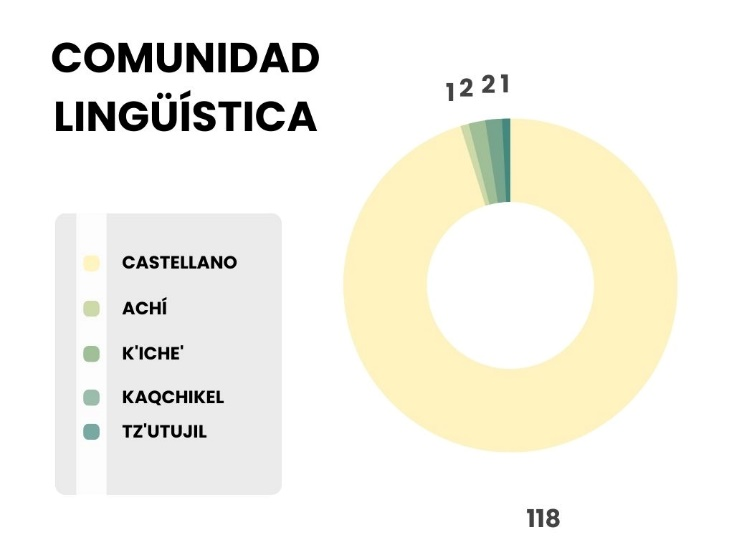 COMUNIDAD
LINGÜÍSTICA
1 2 2 1
CASTELLANO
ACHÍ
K'ICHE'
KAQCHIKEL
TZ'UTUJIL
118